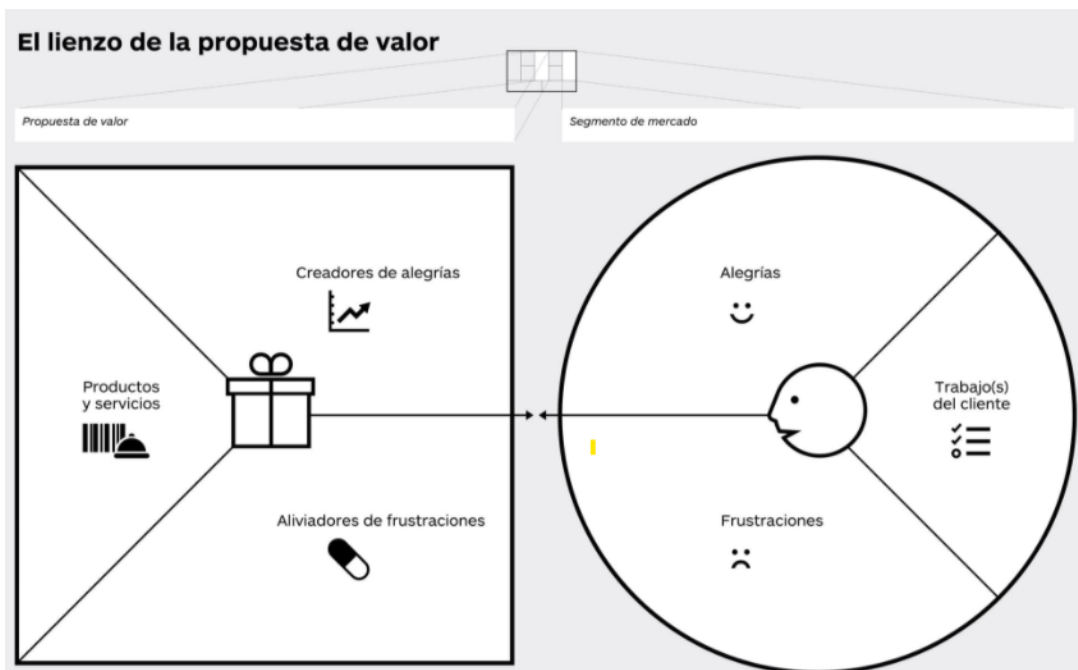 El lienzo de la propuesta de valor
Propuesta de valor
Segmento de mercado
Creadores de alegrías
Alegrías
Productos
y servicios
Trabajo(s)
del cliente
Aliviadores de frustraciones
Frustraciones